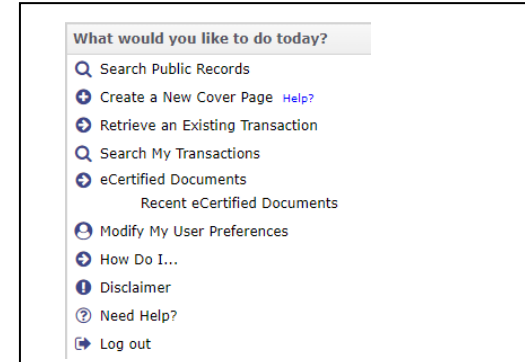 What would you like to do today?
Search Public Records
Create a New Cover Page Help?
Retrieve an Existing Transaction
Search My Transactions
eCertified Documents
Recent eCertified Documents
Modify My User Preferences
How Do I...
Disclaimer
Need Help?
Log out